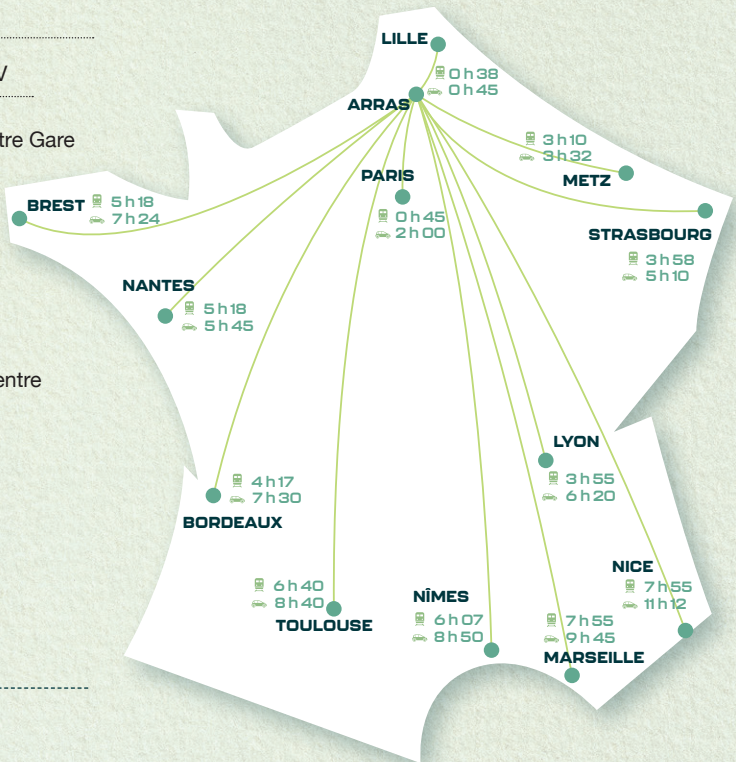 V
tre Gare
entre
LILLE
0h38
0h45
ARRAS
3h10
3h32
METZ
PARIS
0h45
2h00
BREST
5h18
7h24
STRASBOURG
3h58
5h10
NANTES
5h18
5h45
LYON
3h55
6h20
4h17
7h30
BORDEAUX
NICE
7h55
11h12
6h40
8h40
TOULOUSE
NÎMES
6h07
8h50
7h55
9h45
MARSEILLE